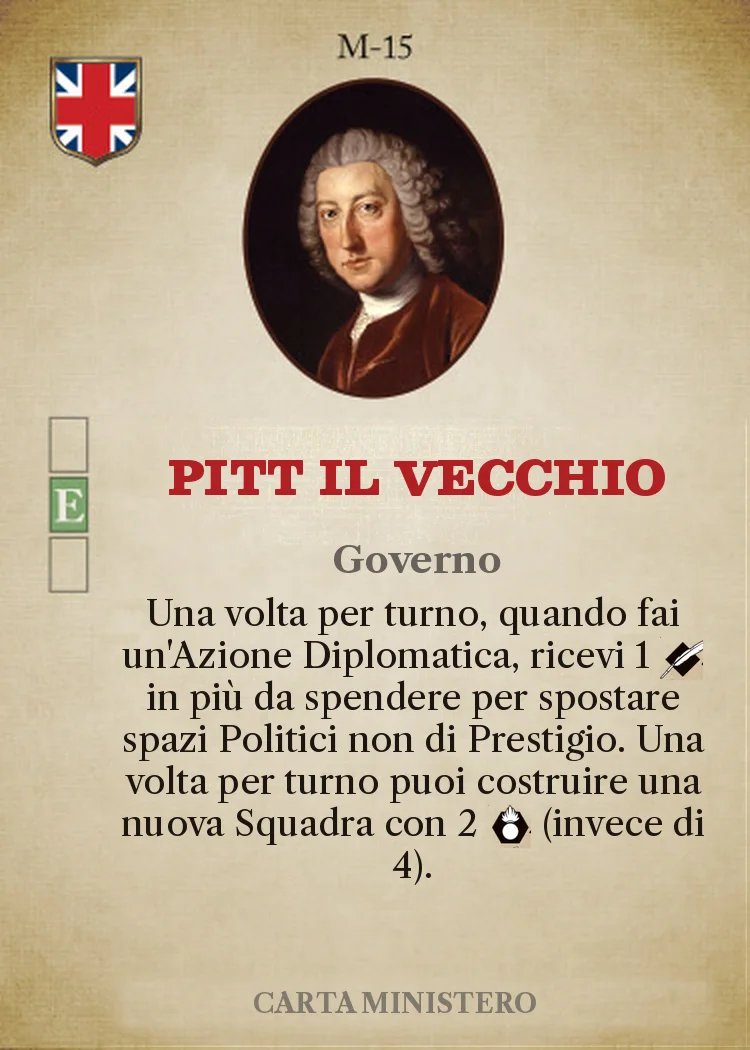 M-15
PITT IL VECCHIO
E
Governo
Una volta per turno, quando fai
un'Azione Diplomatica, ricevi 1
in più da spendere per spostare
spazi Politici non di Prestigio. Una
volta per turno puoi costruire una
nuova Squadra con 2 (invece di
4).
CARTA MINISTERO